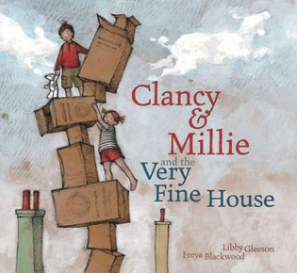 Clancy
&
Millie
and the
Very
Fine House
Libby Gleeson
Freya Blackwood